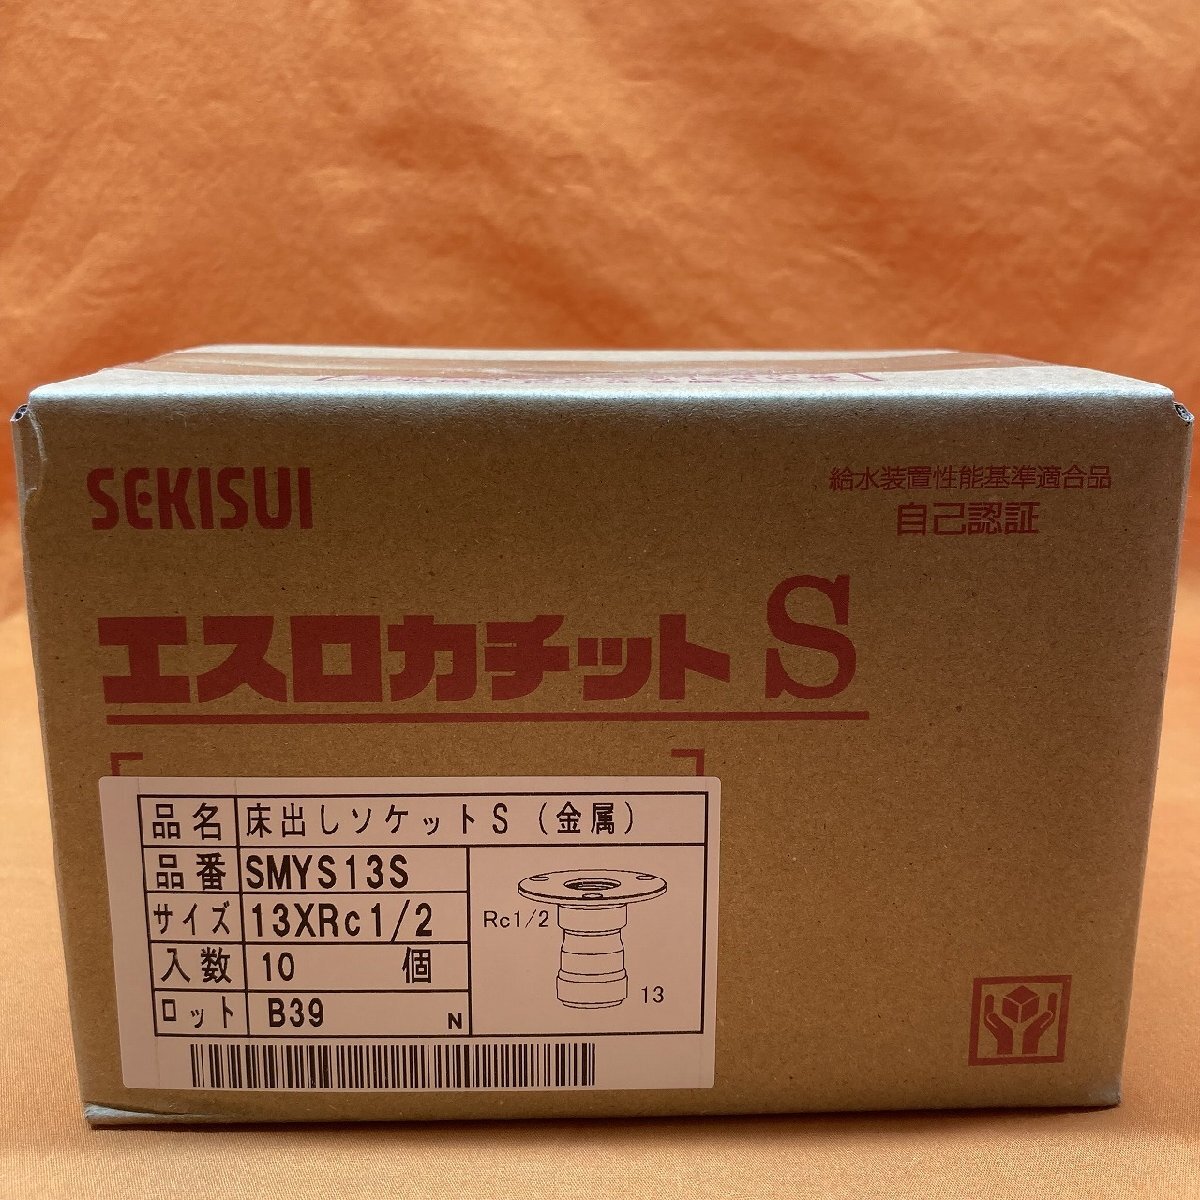 SEKISUI
給水装置性能基準適合品
自己認証
エスロカチットS
品名 床出しソケットS（金属）
品番 SMYS13S
サイズ 13XRc1/2
入数 10 個
ロット B39 N
Rc1/2
13